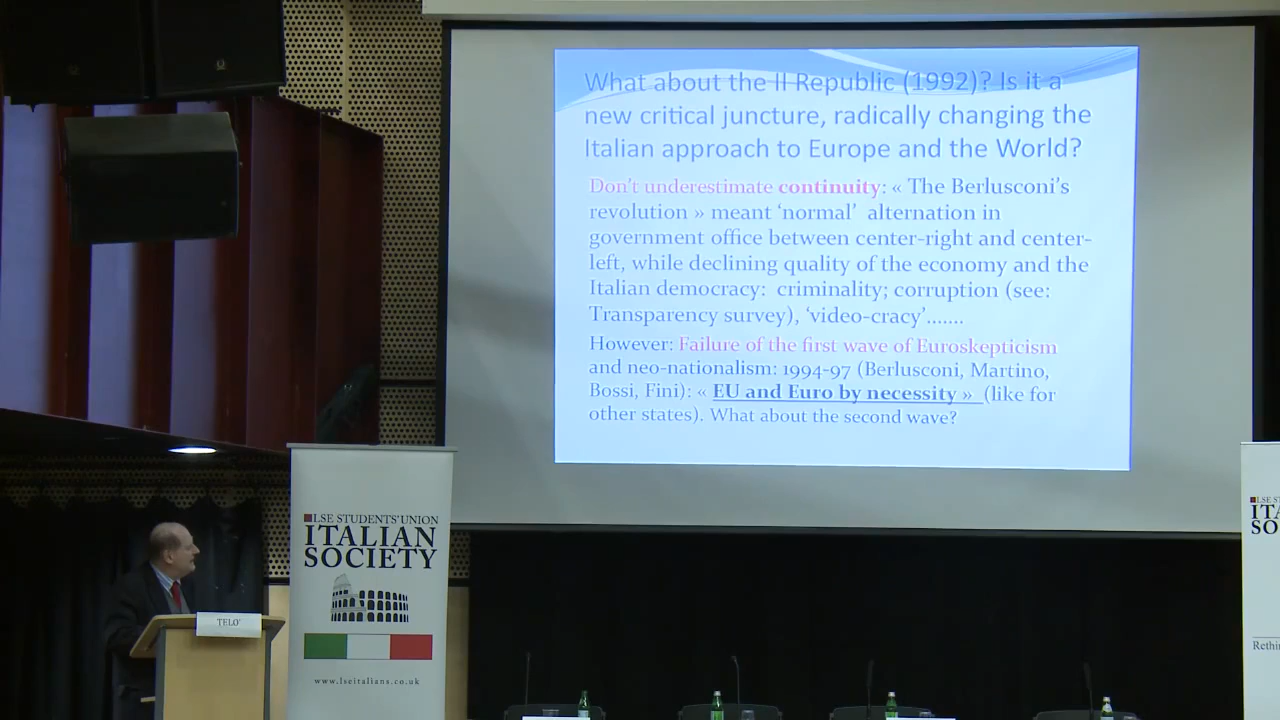 What about the II Republic (1992)? Is it a
new critical juncture, radically changing the
Italian approach to Europe and the World?
Don't underestimate continuity: « The Berlusconi's
revolution » meant 'normal' alternation in
government office between center-right and center-
left, while declining quality of the economy and the
Italian democracy: criminality; corruption (see:
Transparency survey), 'video-cracy'.......
However: Failure of the first wave of Euroskepticism
and neo-nationalism: 1994-97 (Berlusconi, Martino,
Bossi, Fini): « EU and Euro by necessity » (like for
other states). What about the second wave?
LSE STUDENTS' UNION
ITALIAN
SOCIETY
www.lseitalians.co.uk
TELO'
LSE S
ITA
SO
Rethi